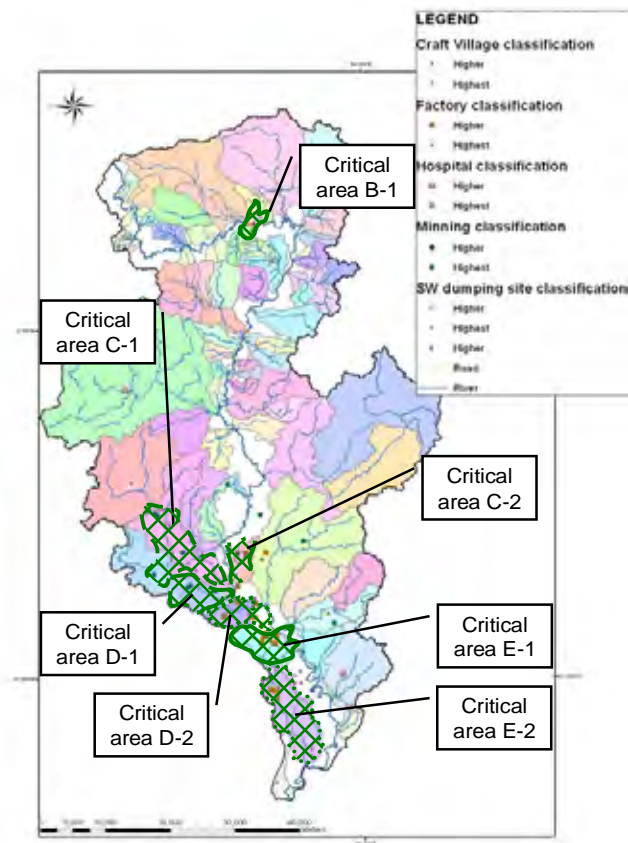 LEGEND
Craft Village classification
Higher
Highest
Factory classification
Higher
Highest
Hospital classification
Higher
Highest
Minning classification
Higher
Highest
SW dumping site classification
Higher
Highest
Higher
Road
River
Critical
area B-1
Critical
area C-1
Critical
area C-2
Critical
area D-1
Critical
area E-1
Critical
area D-2
Critical
area E-2